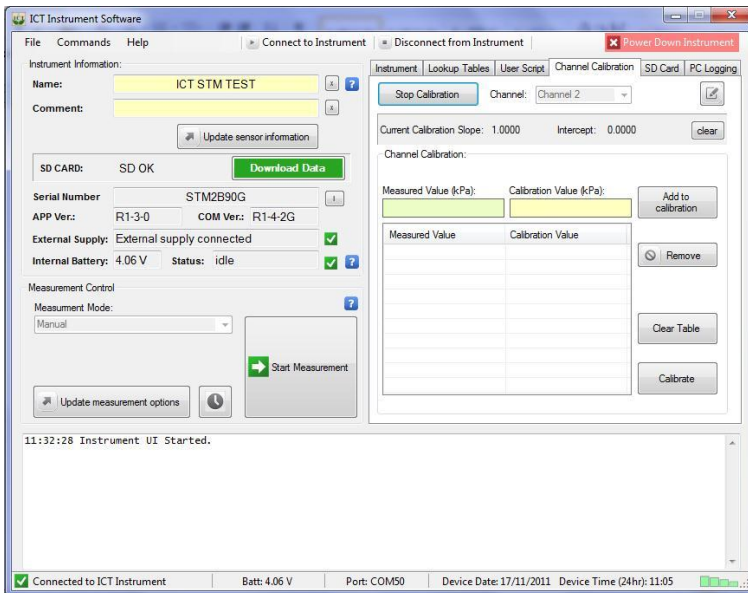 ICT Instrument Software
File Commands Help Connect to Instrument Disconnect from Instrument Power Down Instrument
Instrument Information:
Name: ICT STM TEST x ?
Comment: x
Update sensor information
SD CARD: SD OK Download Data
Serial Number STM2B90G i
APP Ver.: R1-3-0 COM Ver.: R1-4-2G
External Supply: External supply connected
Internal Battery: 4.06 V Status: idle ?
Measurement Control
Measurment Mode: ?
Manual
Start Measurement
Update measurement options
Instrument Lookup Tables User Script Channel Calibration SD Card PC Logging
Stop Calibration Channel: Channel 2
Current Calibration Slope: 1.0000 Intercept: 0.0000 clear
Channel Calibration:
Measured Value (kPa): Calibration Value (kPa): Add to
calibration
Measured Value Calibration Value
Remove
Clear Table
Calibrate
11:32:28 Instrument UI Started.
Connected to ICT Instrument Batt: 4.06 V Port: COM50 Device Date: 17/11/2011 Device Time (24hr): 11:05